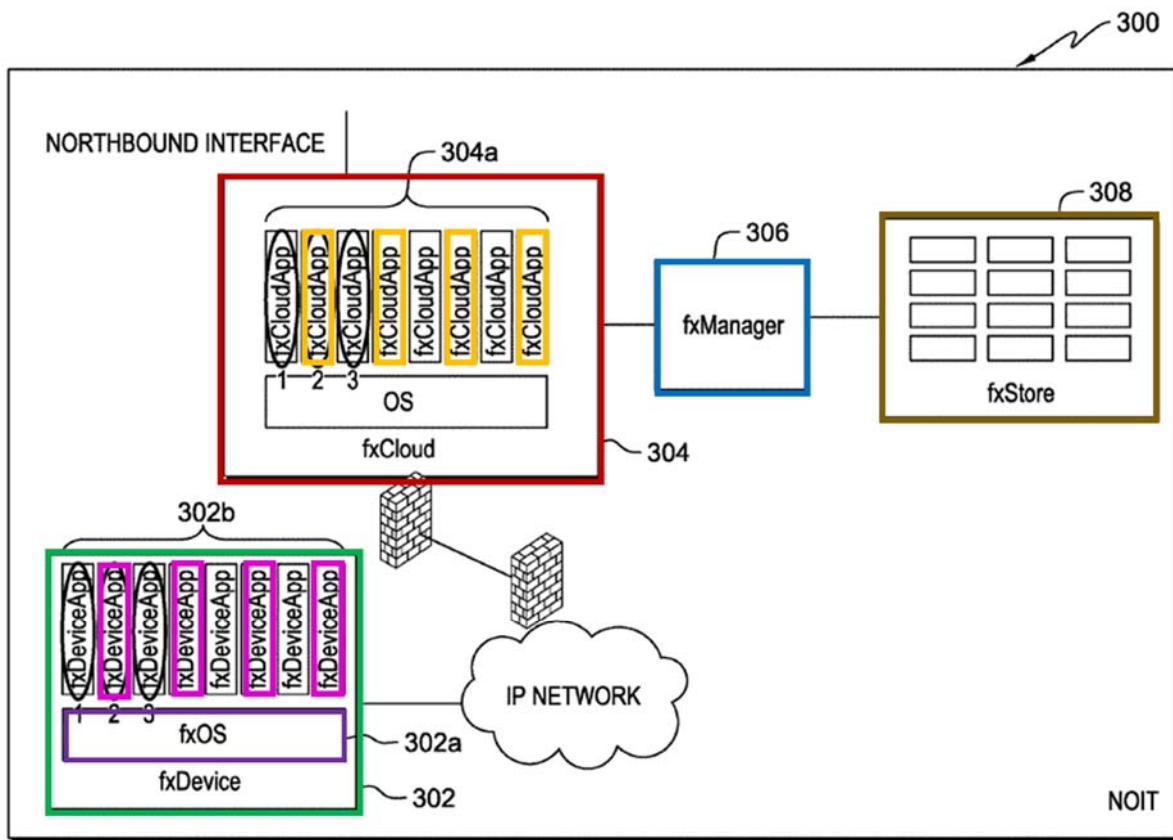 300
NORTHBOUND INTERFACE
304a
308
306
fxCloudApp
fxCloudApp
fxCloudApp
fxCloudApp
fxCloudApp
fxCloudApp
fxCloudApp
fxCloudApp
1 2 3
OS
fxCloud
304
fxManager
fxStore
302b
fxDeviceApp
fxDeviceApp
fxDeviceApp
fxDeviceApp
fxDeviceApp
fxDeviceApp
fxDeviceApp
fxDeviceApp
1 2 3
fxOS
302a
fxDevice
302
IP NETWORK
NOIT